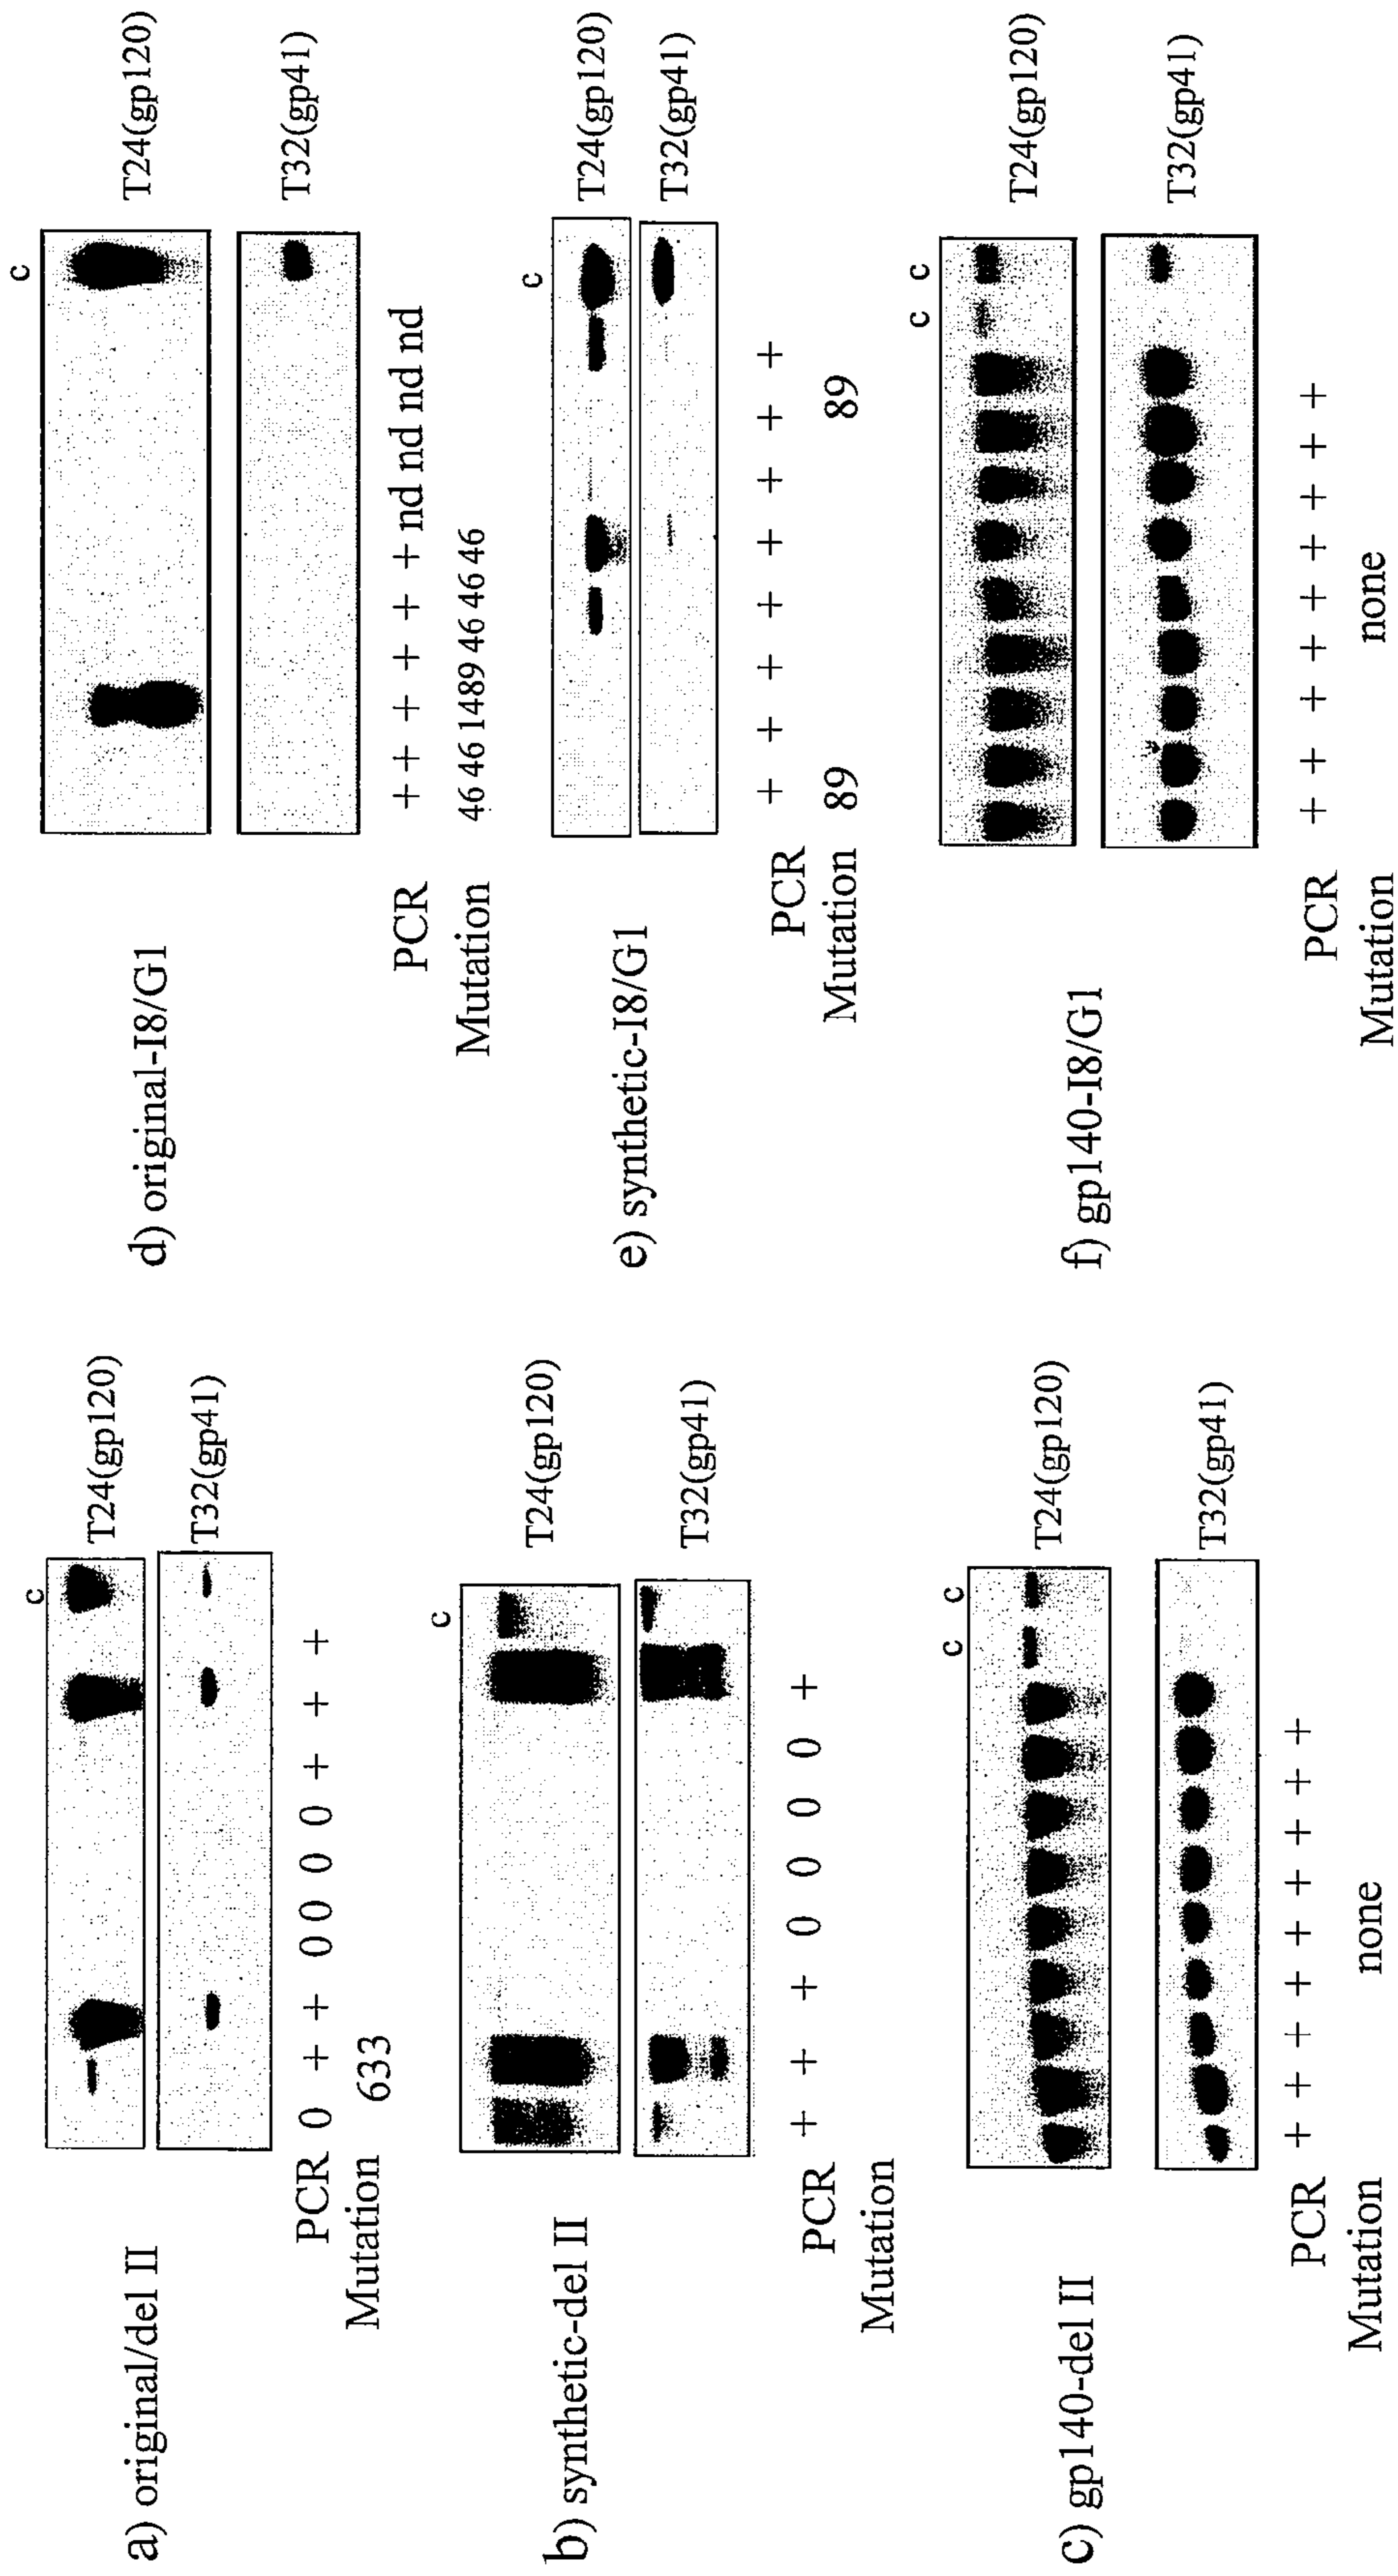 a) original/del II
c
T24(gp120)
T32(gp41)
PCR 0 + + 0 0 0 0 + + +
Mutation 633
b) synthetic-del II
c
T24(gp120)
T32(gp41)
PCR + + + 0 0 0 0 +
Mutation
c) gp140-del II
c c
T24(gp120)
T32(gp41)
PCR + + + + + + + + +
Mutation none
d) original-I8/G1
c
T24(gp120)
T32(gp41)
PCR + + + + + + nd nd nd nd
Mutation 46 46 1489 46 46 46
e) synthetic-I8/G1
c
T24(gp120)
T32(gp41)
PCR + + + + + + + +
Mutation 89 89
f) gp140-I8/G1
c c
T24(gp120)
T32(gp41)
PCR + + + + + + + + +
Mutation none